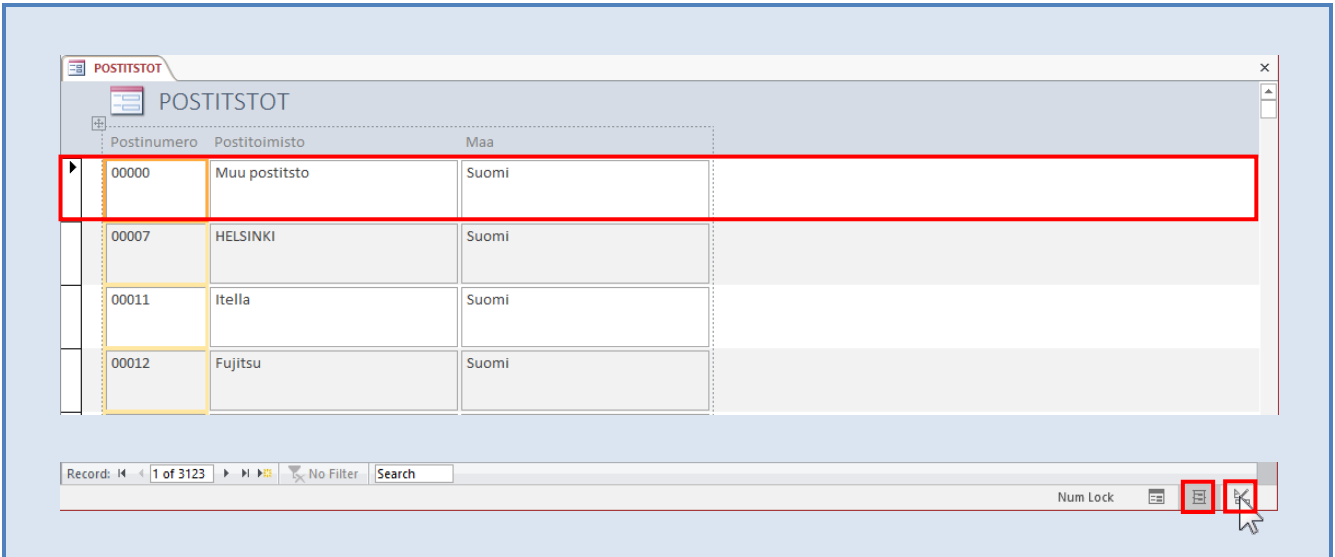 POSTITSTOT
POSTITSTOT
Postinumero Postitoimisto Maa
00000 Muu postitsto Suomi
00007 HELSINKI Suomi
00011 Itella Suomi
00012 Fujitsu Suomi
Record: 1 of 3123 No Filter Search
Num Lock